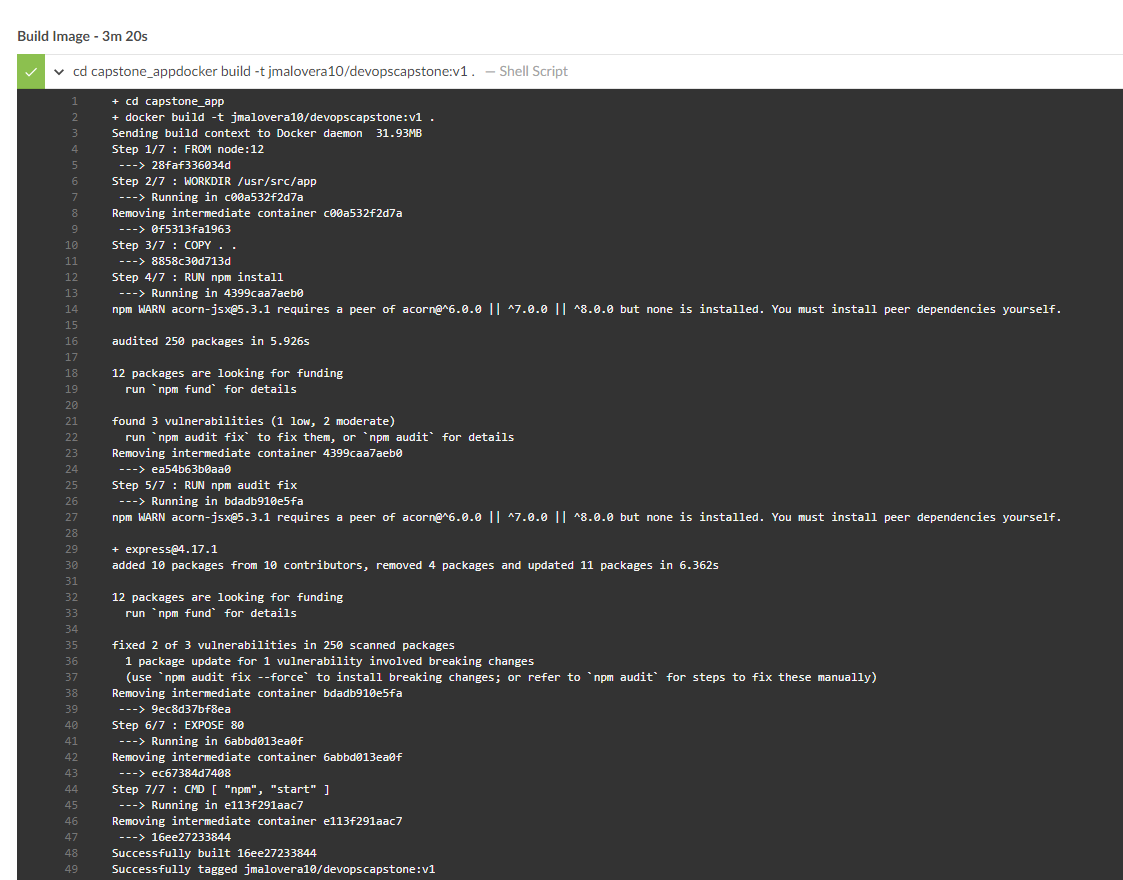 Build Image - 3m 20s
cd capstone_appdocker build -t jmalovera10/devopscapstone:v1 . — Shell Script
1 + cd capstone_app
2 + docker build -t jmalovera10/devopscapstone:v1 .
3 Sending build context to Docker daemon  31.93MB
4 Step 1/7 : FROM node:12
5  ---> 28faf336034d
6 Step 2/7 : WORKDIR /usr/src/app
7  ---> Running in c00a532f2d7a
8 Removing intermediate container c00a532f2d7a
9  ---> 0f5313fa1963
10 Step 3/7 : COPY . .
11  ---> 8858c30d713d
12 Step 4/7 : RUN npm install
13  ---> Running in 4399caa7aeb0
14 npm WARN acorn-jsx@5.3.1 requires a peer of acorn@^6.0.0 || ^7.0.0 || ^8.0.0 but none is installed. You must install peer dependencies yourself.
15
16 audited 250 packages in 5.926s
17
18 12 packages are looking for funding
19   run `npm fund` for details
20
21 found 3 vulnerabilities (1 low, 2 moderate)
22   run `npm audit fix` to fix them, or `npm audit` for details
23 Removing intermediate container 4399caa7aeb0
24  ---> ea54b63b0aa0
25 Step 5/7 : RUN npm audit fix
26  ---> Running in bdadb910e5fa
27 npm WARN acorn-jsx@5.3.1 requires a peer of acorn@^6.0.0 || ^7.0.0 || ^8.0.0 but none is installed. You must install peer dependencies yourself.
28
29 + express@4.17.1
30 added 10 packages from 10 contributors, removed 4 packages and updated 11 packages in 6.362s
31
32 12 packages are looking for funding
33   run `npm fund` for details
34
35 fixed 2 of 3 vulnerabilities in 250 scanned packages
36   1 package update for 1 vulnerability involved breaking changes
37   (use `npm audit fix --force` to install breaking changes; or refer to `npm audit` for steps to fix these manually)
38 Removing intermediate container bdadb910e5fa
39  ---> 9ec8d37bf8ea
40 Step 6/7 : EXPOSE 80
41  ---> Running in 6abbd013ea0f
42 Removing intermediate container 6abbd013ea0f
43  ---> ec67384d7408
44 Step 7/7 : CMD [ "npm", "start" ]
45  ---> Running in e113f291aac7
46 Removing intermediate container e113f291aac7
47  ---> 16ee27233844
48 Successfully built 16ee27233844
49 Successfully tagged jmalovera10/devopscapstone:v1